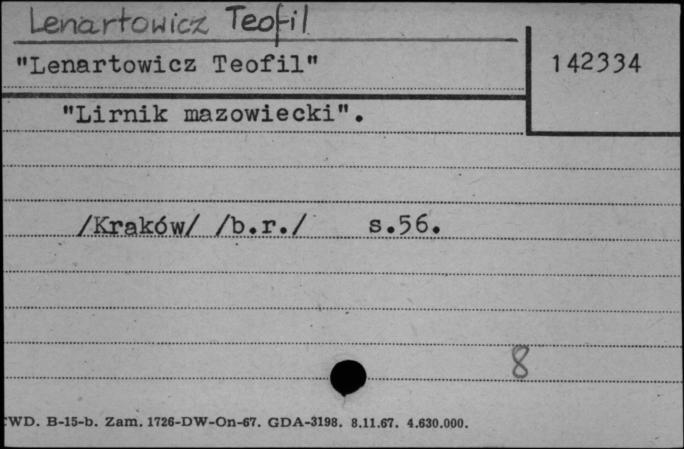 Lenartowicz Teofil
"Lenartowicz Teofil"
142334
"Lirnik mazowiecki".
/Kraków/ /b.r./ s.56.
8
WD. B-15-b. Zam. 1726-DW-On-67. GDA-3198. 8.11.67. 4.630.000.